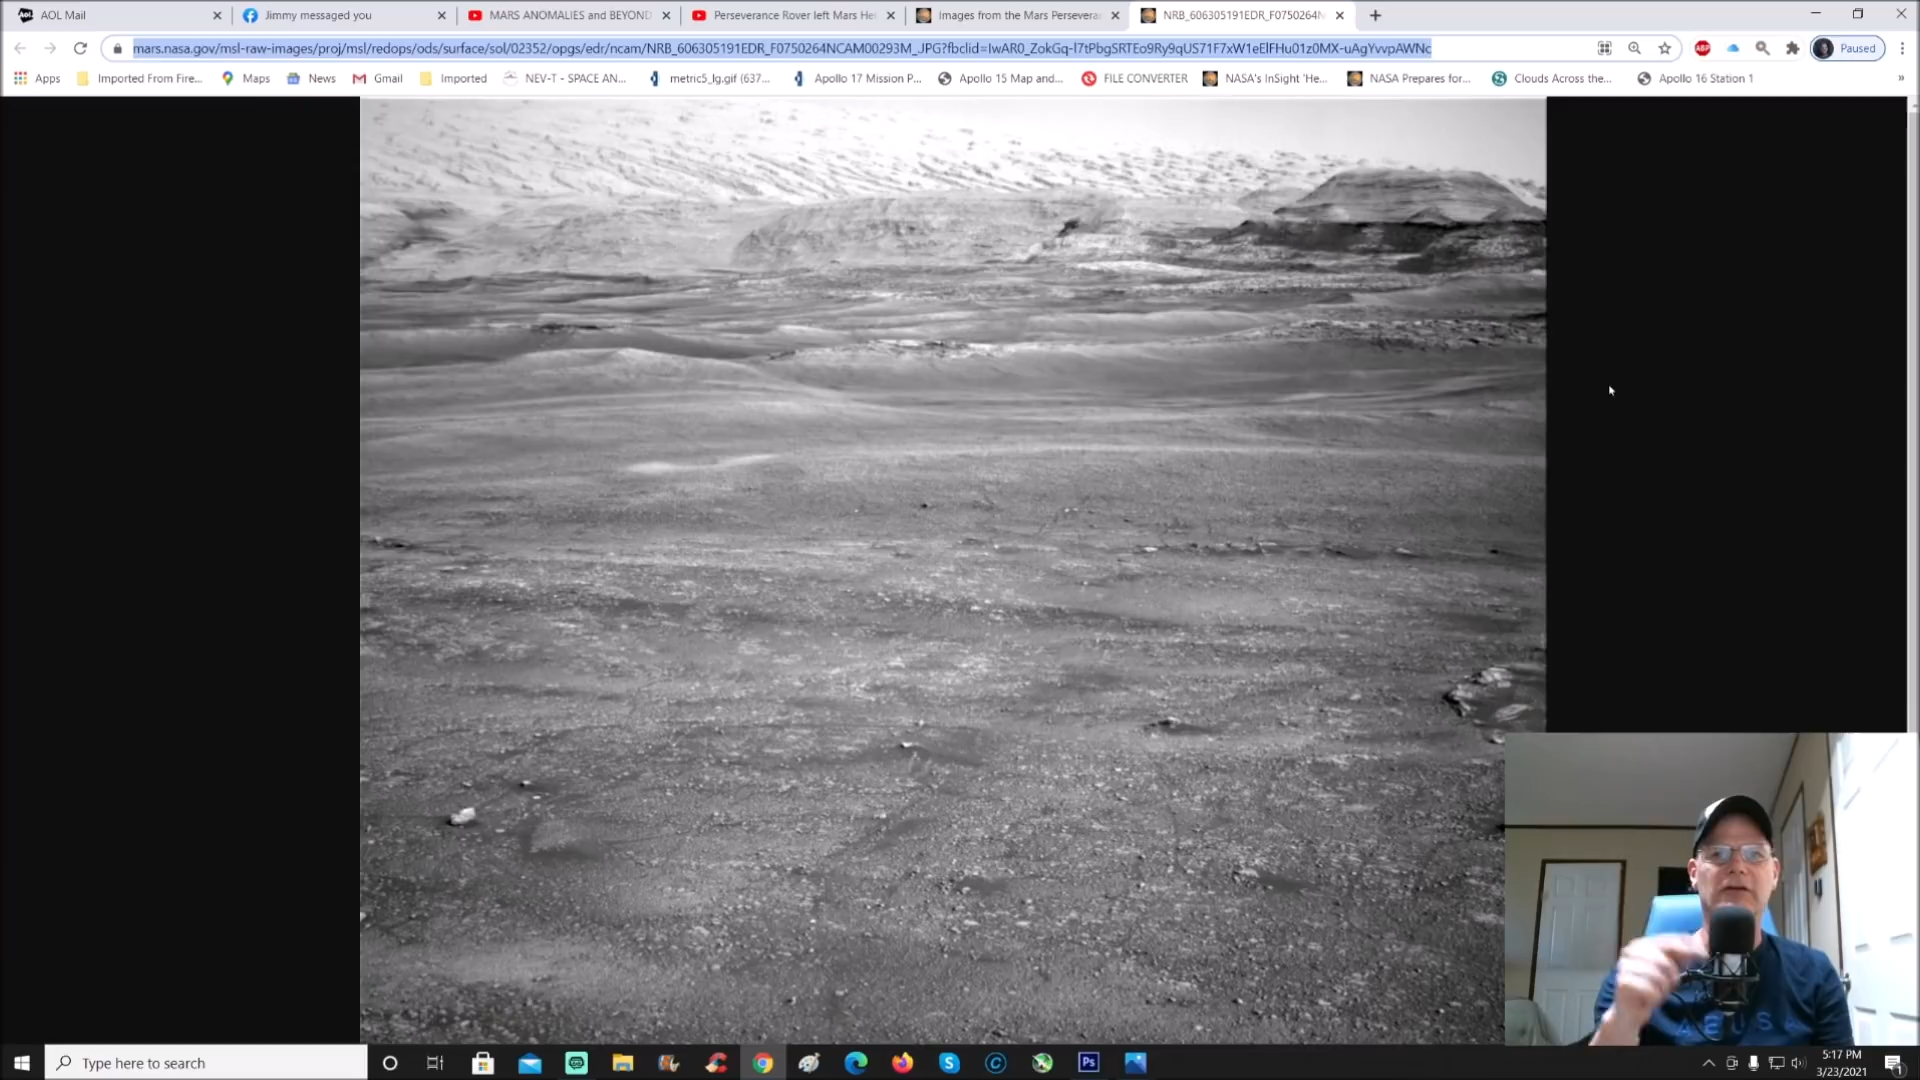 AOL Mail
Jimmy messaged you
MARS ANOMALIES and BEYOND
Perseverance Rover left Mars He
Images from the Mars Perseveran
NRB_606305191EDR_F0750264N
mars.nasa.gov/msl-raw-images/proj/msl/redops/ods/surface/sol/02352/opgs/edr/ncam/NRB_606305191EDR_F0750264NCAM00293M_.JPG?fbclid=IwAR0_ZokGq-l7tPbgSRTEo9Ry9qUS71F7xW1eElFHu01z0MX-uAgYvvpAWNc
ABP
Paused
Apps
Imported From Fire...
Maps
News
Gmail
Imported
NEV-T - SPACE AN...
metric5_lg.gif (637...
Apollo 17 Mission P...
Apollo 15 Map and...
FILE CONVERTER
NASA's InSight 'He...
NASA Prepares for...
Clouds Across the...
Apollo 16 Station 1
»
Type here to search
Ps
5:17 PM
3/23/2021